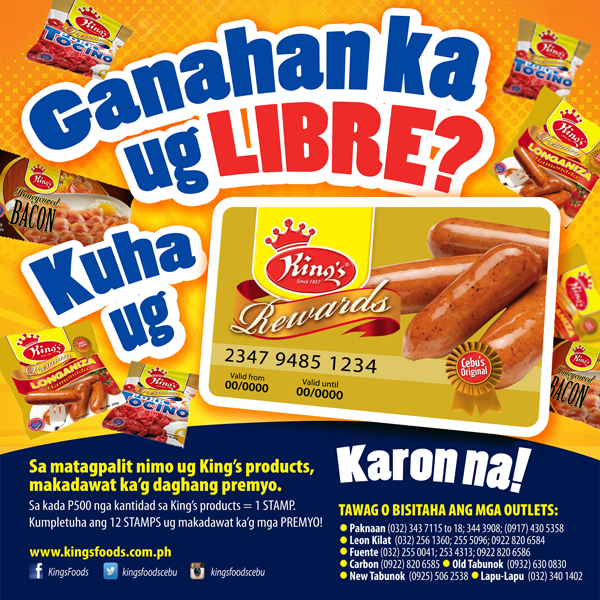 Ganahan ka
ug LIBRE?
Kuha
ug
King's
Since 1957
Rewards
2347 9485 1234
Valid from
00/0000
Valid until
00/0000
Cebu's
Original
Karon na!
King's
TOCINO
King's
TOCINO
King's
Premium
LONGANIZA
Hamonado
King's
Honeycured
BACON
King's
Premium
LONGANIZA
Hamonado
King's
TOCINO
King's
Honeycured
BACON
Sa matagpalit nimo ug King's products,
makadawat ka'g daghang premyo.
Sa kada P500 nga kantidad sa King's products = 1 STAMP.
Kumpletuha ang 12 STAMPS ug makadawat ka'g mga PREMYO!
www.kingsfoods.com.ph
KingsFoods kingsfoodscebu kingsfoodscebu
TAWAG O BISITAHA ANG MGA OUTLETS:
Paknaan (032) 343 7115 to 18; 344 3908; (0917) 430 5358
Leon Kilat (032) 256 1360; 255 5096; 0922 820 6584
Fuente (032) 255 0041; 253 4313; 0922 820 6586
Carbon (0922) 820 6585 Old Tabunok (0932) 630 0830
New Tabunok (0925) 506 2538 Lapu-Lapu (032) 340 1402